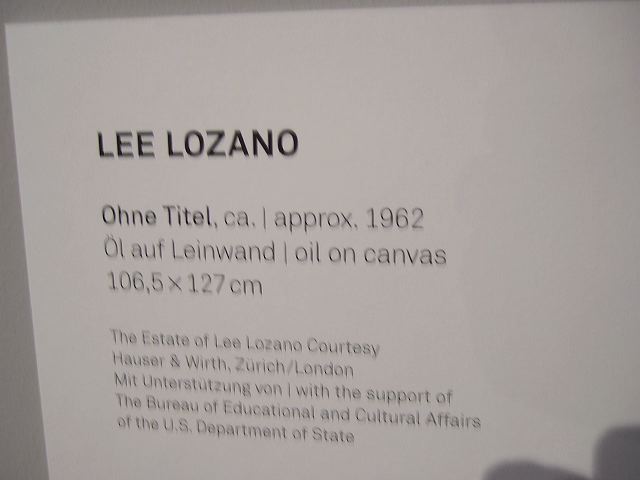 LEE LOZANO
Ohne Titel, ca. | approx. 1962
Öl auf Leinwand | oil on canvas
106,5 × 127 cm
The Estate of Lee Lozano Courtesy
Hauser & Wirth, Zürich/London
Mit Unterstützung von | with the support of
The Bureau of Educational and Cultural Affairs
of the U.S. Department of State